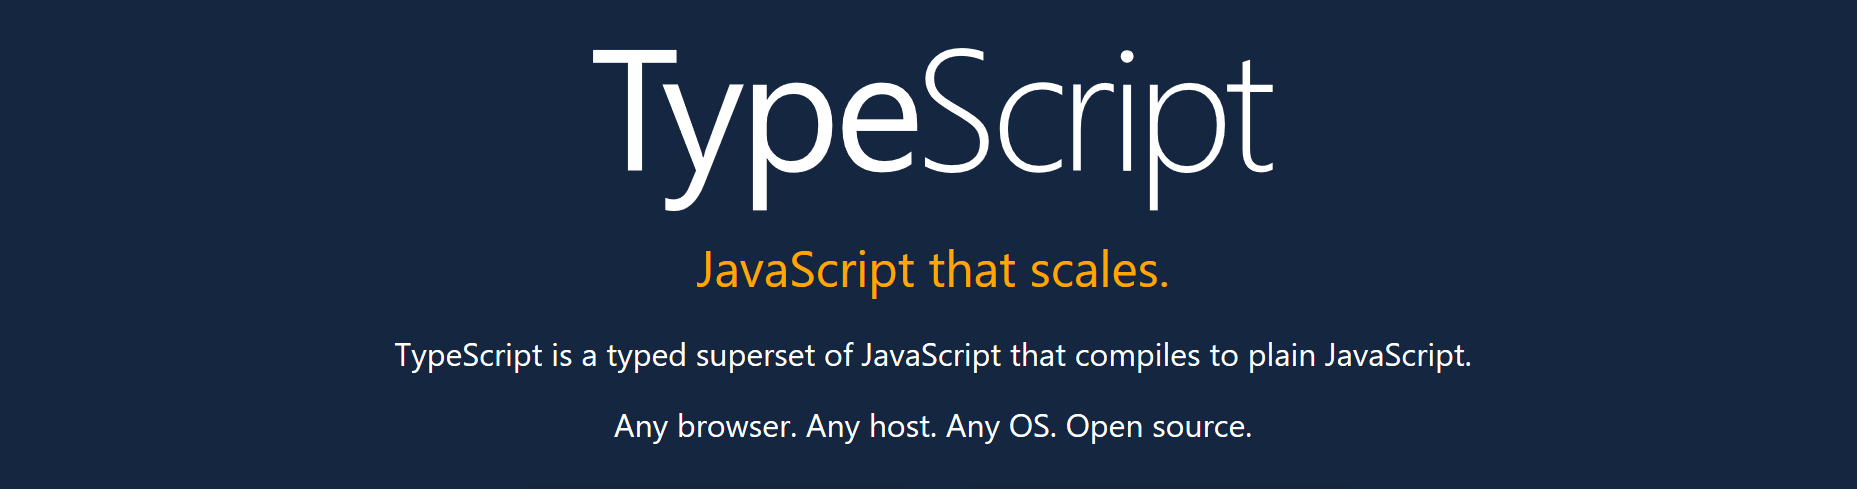 TypeScript
JavaScript that scales.
TypeScript is a typed superset of JavaScript that compiles to plain JavaScript.
Any browser. Any host. Any OS. Open source.